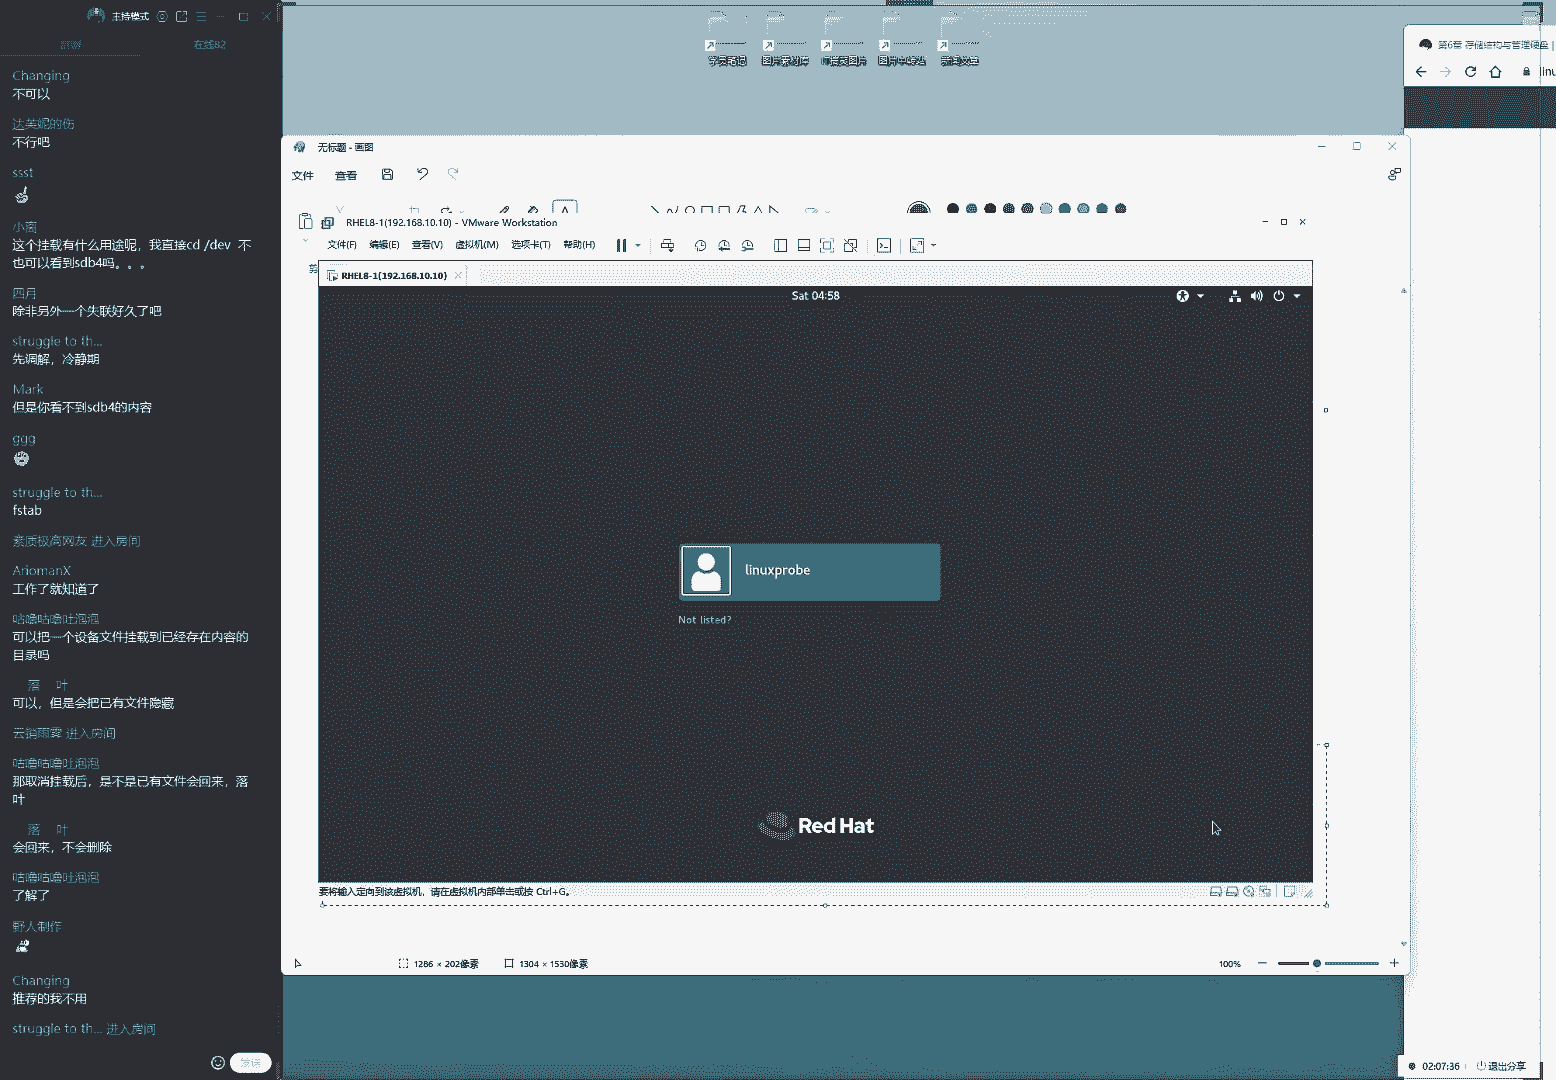 主持模式
在线82
Changing
不可以
达芙妮的伤
不行吧
ssst
小南
这个挂载有什么用途呢，我直接cd /dev 不
也可以看到sdb4吗。。。
四月
除非另外一个失联好久了吧
struggle to th...
先调解，冷静期
Mark
但是你看不到sdb4的内容
ggg
struggle to th...
fstab
素质极高网友 进入房间
AriomanX
工作了就知道了
咕噜咕噜吐泡泡
可以把一个设备文件挂载到已经存在内容的
目录吗
落 叶
可以，但是会把已有文件隐藏
云销雨霁 进入房间
咕噜咕噜吐泡泡
那取消挂载后，是不是已有文件会回来，落
叶
落 叶
会回来，不会删除
咕噜咕噜吐泡泡
了解了
野人制作
Changing
推荐的我不用
struggle to th... 进入房间
发送
学员笔记
图片素材库
图片中转站
第6章 存储结构与管理硬盘 |
linu
无标题 - 画图
文件
查看
RHEL8-1(192.168.10.10) - VMware Workstation
文件(F) 编辑(E) 查看(V) 虚拟机(M) 选项卡(T) 帮助(H)
剪
RHEL8-1(192.168.10.10)
Sat 04:58
linuxprobe
Not listed?
Red Hat
要将输入定向到该虚拟机，请在虚拟机内部单击或按 Ctrl+G。
1286 × 202像素
1304 × 1530像素
100%
02:07:36
退出分享